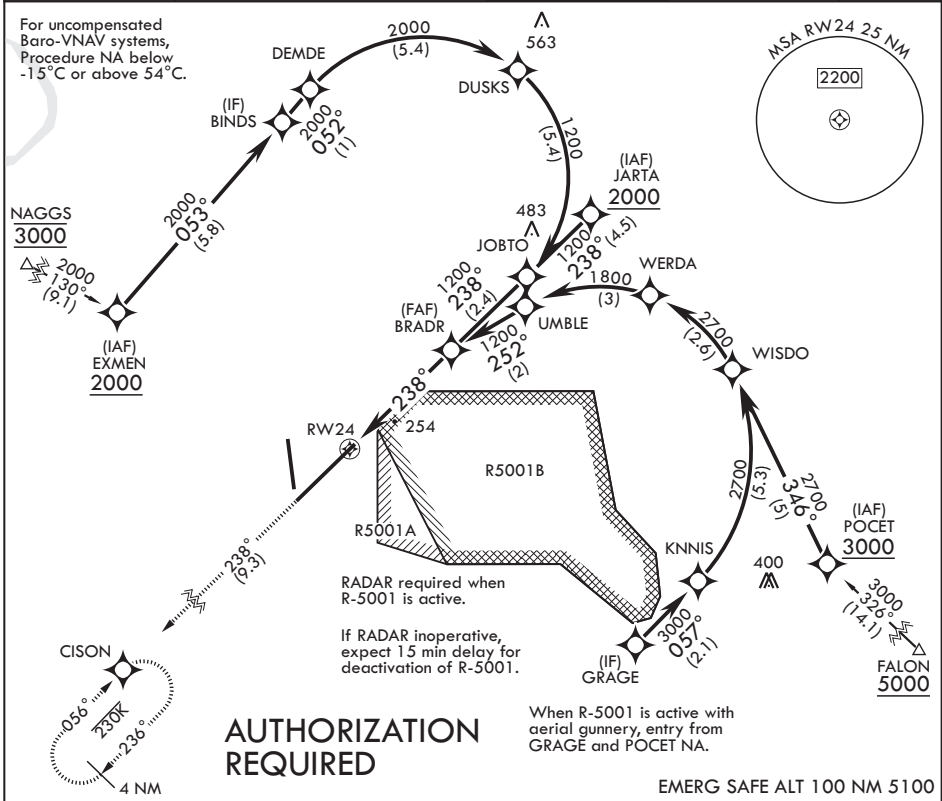 For uncompensated
Baro-VNAV systems,
Procedure NA below
-15°C or above 54°C.
DEMDE
2000
(5.4)
563
DUSKS
MSA RW24 25 NM
2200
(IF)
BINDS
2000
052°
(1)
1200
(5.4)
(IAF)
JARTA
2000
NAGGS
3000
2000
053°
(5.8)
483
JOBTO
1200
238°
(4.5)
2000
130°
(9.1)
1200
238°
(2.4)
WERDA
1800
(3)
(FAF)
BRADR
UMBLE
1200
252°
(2)
2700
(2.6)
WISDO
(IAF)
EXMEN
2000
238°
RW24
254
R5001B
R5001A
2700
(5.3)
2700
346°
(5)
(IAF)
POCET
3000
KNNIS
400
238°
(9.3)
RADAR required when
R-5001 is active.
If RADAR inoperative,
expect 15 min delay for
deactivation of R-5001.
3000
057°
(2.1)
(IF)
GRAGE
3000
326°
(14.1)
FALON
5000
CISON
056°
230K
236°
4 NM
AUTHORIZATION
REQUIRED
When R-5001 is active with
aerial gunnery, entry from
GRAGE and POCET NA.
EMERG SAFE ALT 100 NM 5100